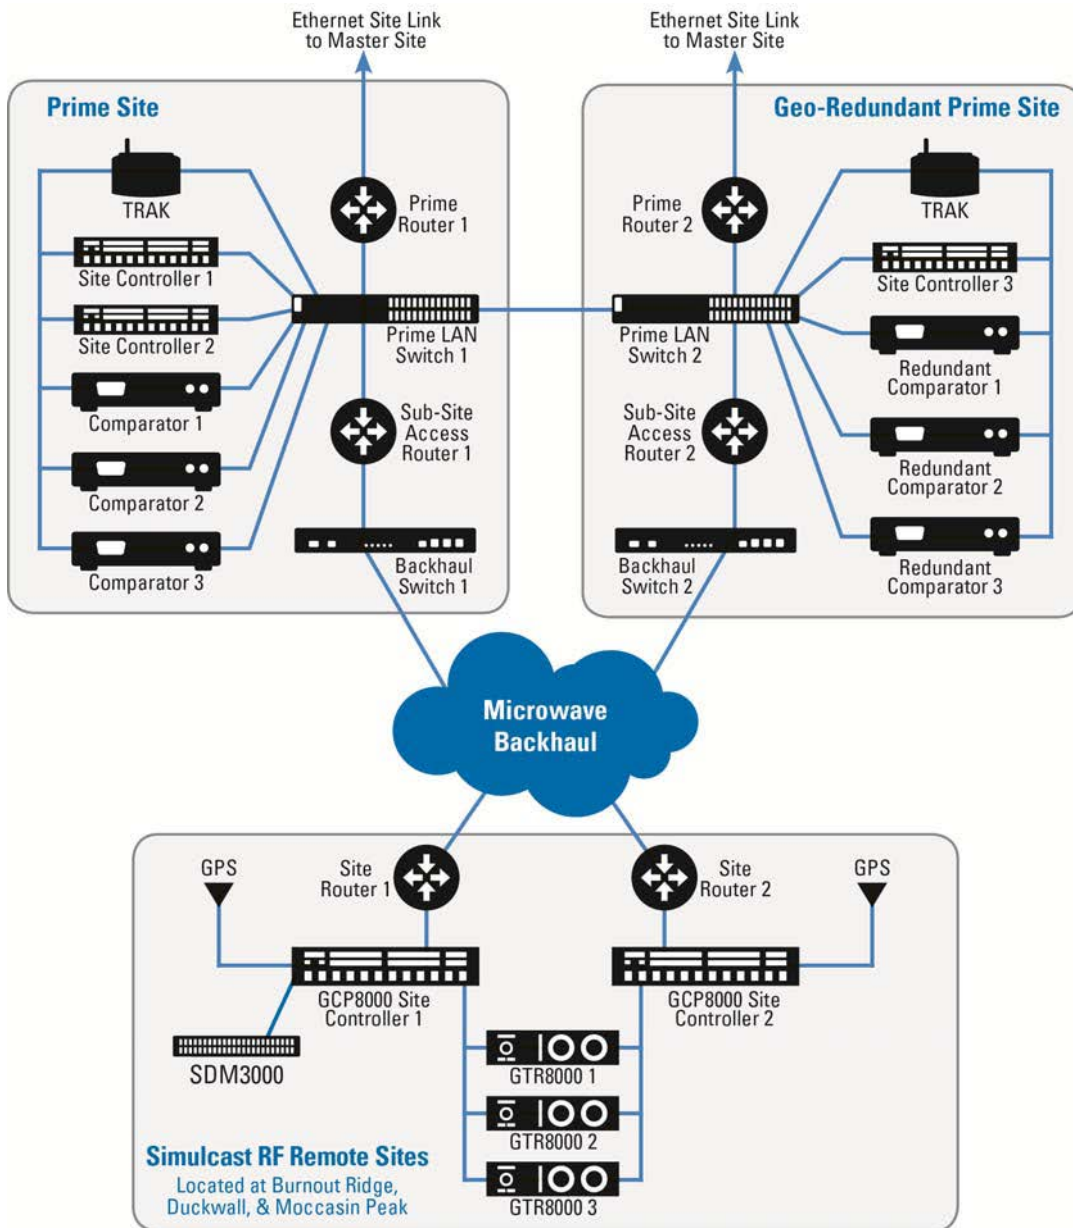 Ethernet Site Link
to Master Site
Ethernet Site Link
to Master Site
Prime Site
TRAK
Site Controller 1
Site Controller 2
Comparator 1
Comparator 2
Comparator 3
Prime
Router 1
Prime LAN
Switch 1
Sub-Site
Access
Router 1
Backhaul
Switch 1
Geo-Redundant Prime Site
Prime
Router 2
Prime LAN
Switch 2
Sub-Site
Access
Router 2
Backhaul
Switch 2
TRAK
Site Controller 3
Redundant
Comparator 1
Redundant
Comparator 2
Redundant
Comparator 3
Microwave
Backhaul
GPS
Site
Router 1
Site
Router 2
GPS
GCP8000 Site
Controller 1
GCP8000 Site
Controller 2
SDM3000
GTR8000 1
GTR8000 2
GTR8000 3
Simulcast RF Remote Sites
Located at Burnout Ridge,
Duckwall, & Moccasin Peak